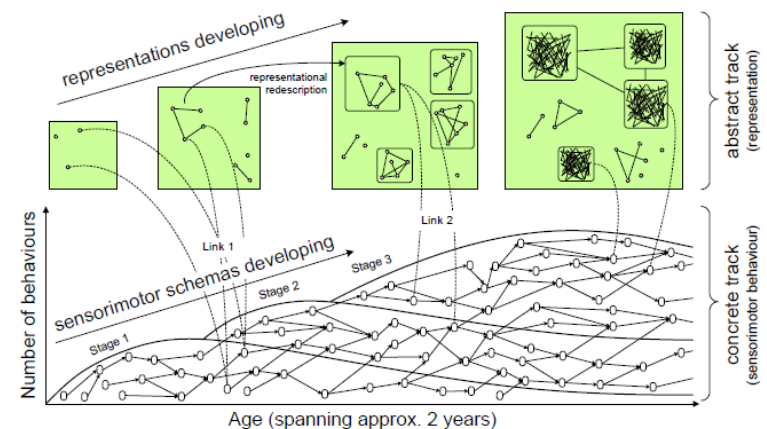 representations developing
representational
redescription
abstract track
(representation)
Link 1
Link 2
sensorimotor schemas developing
Stage 1
Stage 2
Stage 3
concrete track
(sensorimotor behaviour)
Number of behaviours
Age (spanning approx. 2 years)